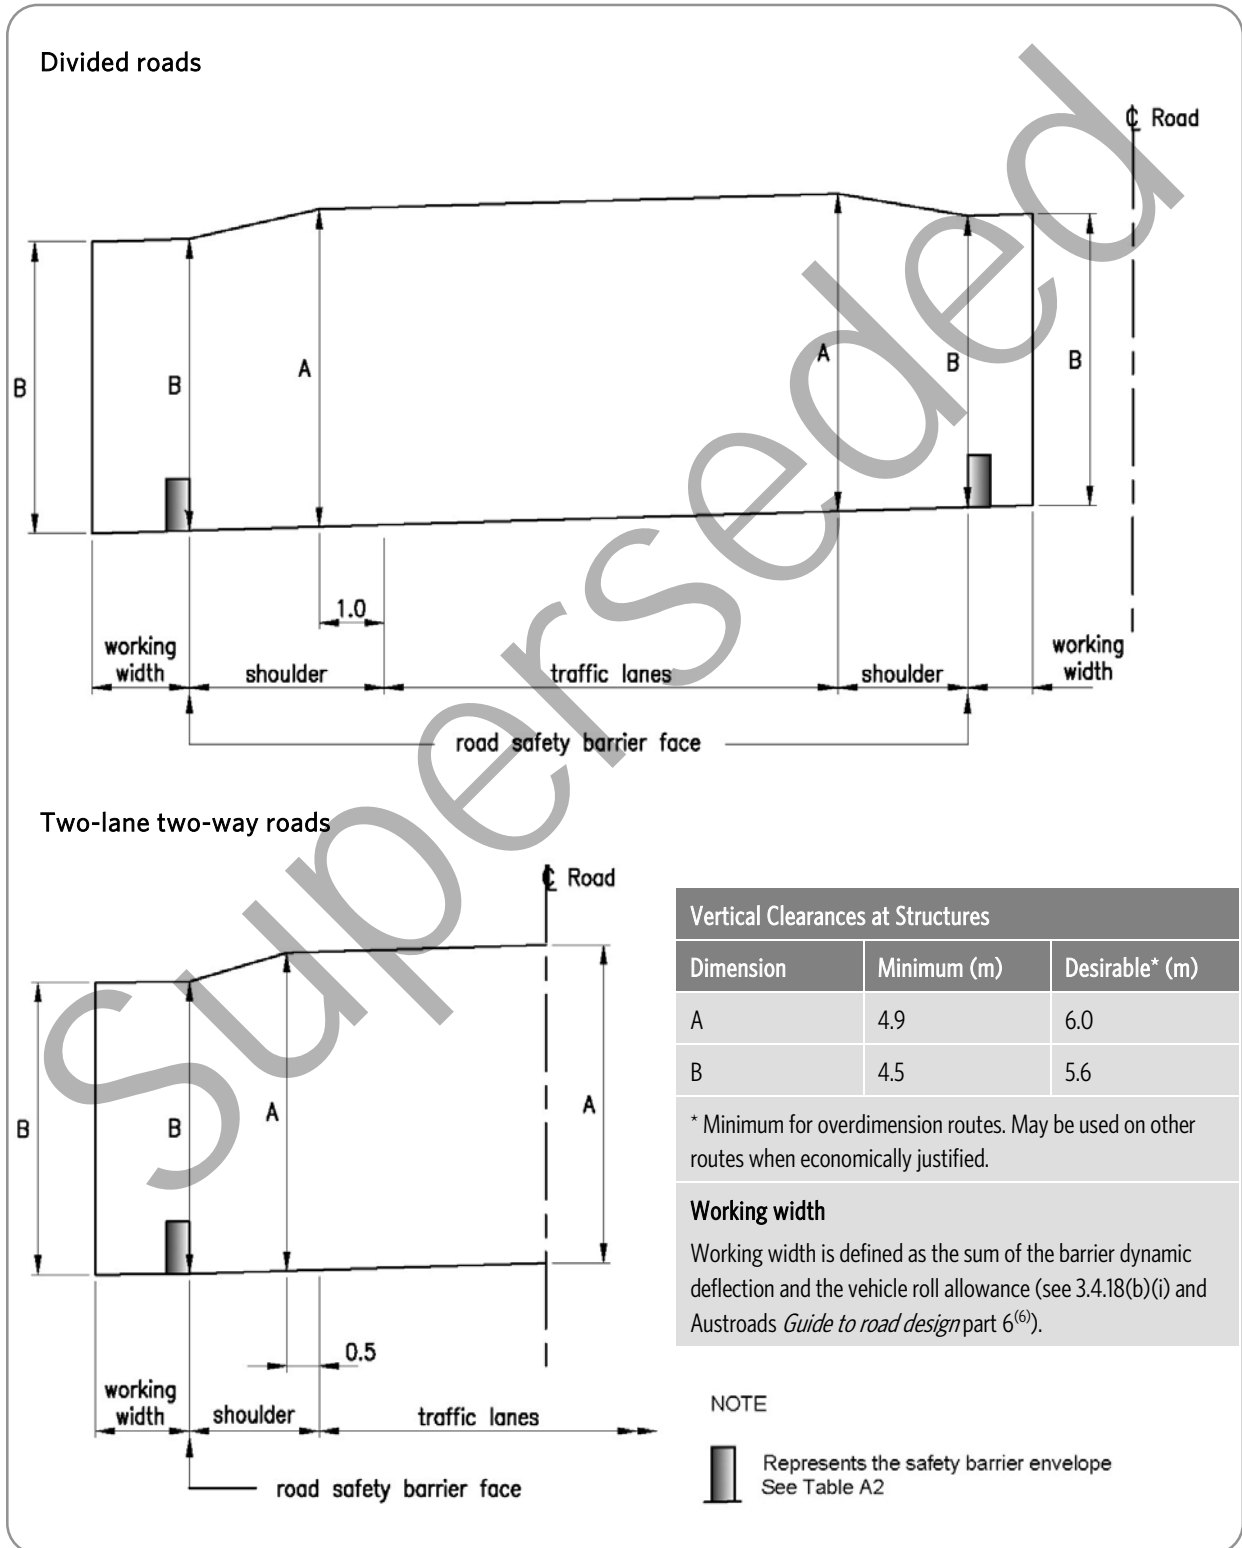 Divided roads
℄ Road
B
B
A
A
B
B
1.0
working
width
shoulder
traffic lanes
shoulder
working
width
road safety barrier face
Superseded
Two-lane two-way roads
℄ Road
B
B
A
A
0.5
working
width
shoulder
traffic lanes
road safety barrier face
Vertical Clearances at Structures
Dimension Minimum (m) Desirable* (m)
A 4.9 6.0
B 4.5 5.6
* Minimum for overdimension routes. May be used on other
routes when economically justified.
Working width
Working width is defined as the sum of the barrier dynamic
deflection and the vehicle roll allowance (see 3.4.18(b)(i) and
Austroads Guide to road design part 6(6)).
NOTE
Represents the safety barrier envelope
See Table A2